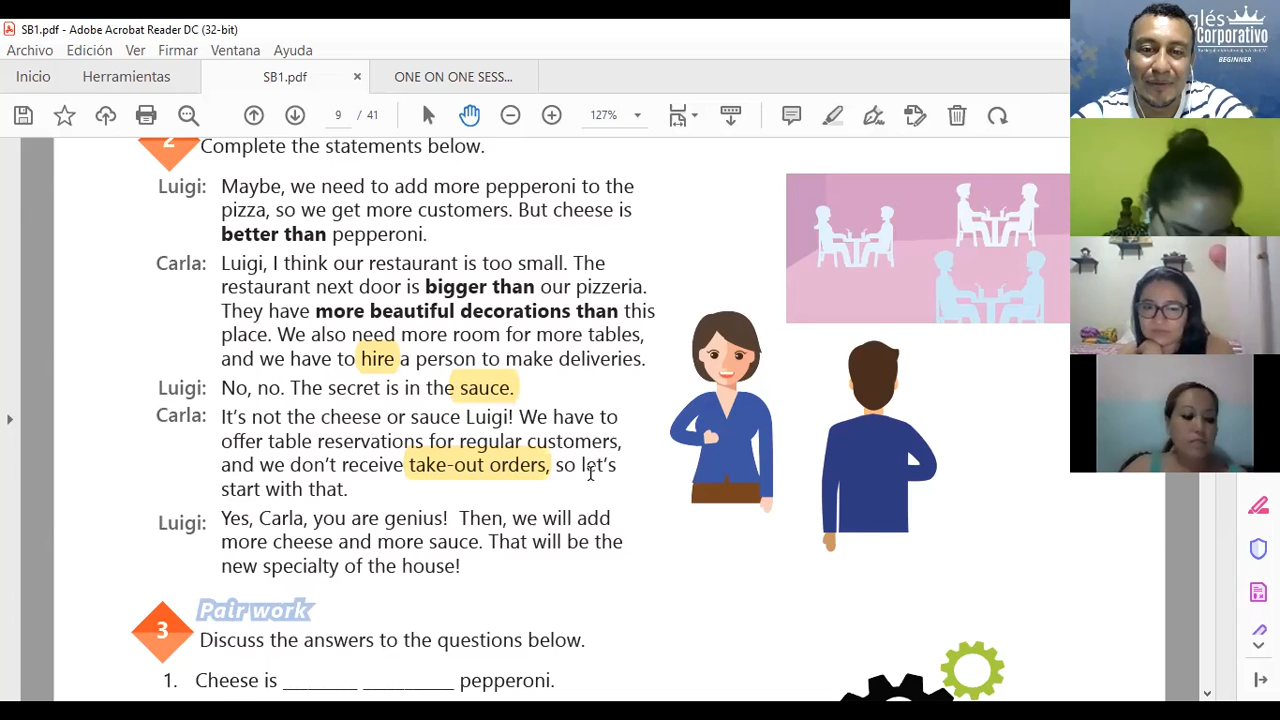 SB1.pdf - Adobe Acrobat Reader DC (32-bit)
Archivo Edición Ver Firmar Ventana Ayuda
Inicio Herramientas SB1.pdf × ONE ON ONE SESS...
9 / 41 127%
2
Complete the statements below.
Luigi: Maybe, we need to add more pepperoni to the
pizza, so we get more customers. But cheese is
better than pepperoni.
Carla: Luigi, I think our restaurant is too small. The
restaurant next door is bigger than our pizzeria.
They have more beautiful decorations than this
place. We also need more room for more tables,
and we have to hire a person to make deliveries.
Luigi: No, no. The secret is in the sauce.
Carla: It's not the cheese or sauce Luigi! We have to
offer table reservations for regular customers,
and we don't receive take-out orders, so let's
start with that.
Luigi: Yes, Carla, you are genius! Then, we will add
more cheese and more sauce. That will be the
new specialty of the house!
Pair work
3
Discuss the answers to the questions below.
1. Cheese is _______ _________ pepperoni.
glés
Corporativo
BEGINNER